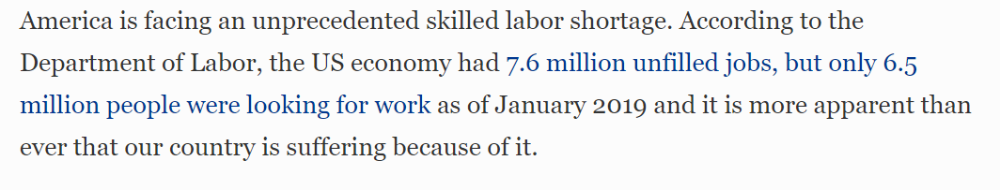 America is facing an unprecedented skilled labor shortage. According to the
Department of Labor, the US economy had 7.6 million unfilled jobs, but only 6.5
million people were looking for work as of January 2019 and it is more apparent than
ever that our country is suffering because of it.